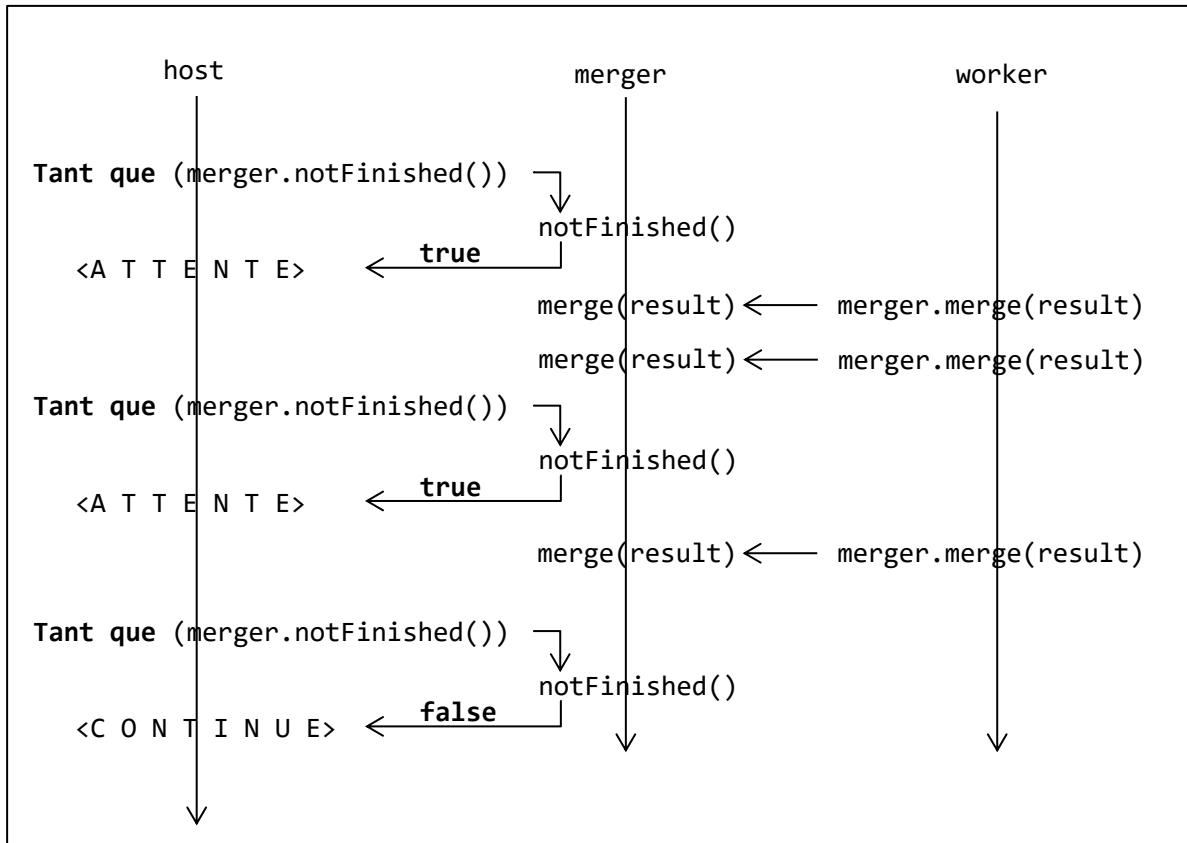 host merger worker
Tant que (merger.notFinished())
notFinished()
true
<A T T E N T E>
merge(result) merger.merge(result)
merge(result) merger.merge(result)
Tant que (merger.notFinished())
notFinished()
true
<A T T E N T E>
merge(result) merger.merge(result)
Tant que (merger.notFinished())
notFinished()
false
<C O N T I N U E>